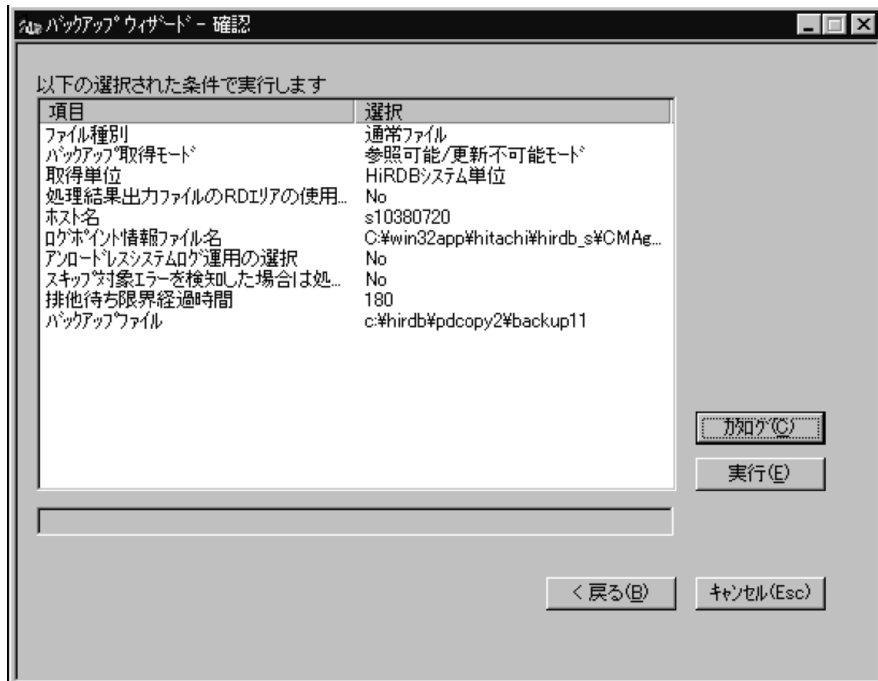 バックアップウィザード - 確認
以下の選択された条件で実行します
項目 選択
ファイル種別 通常ファイル
バックアップ取得モード 参照可能/更新不可能モード
取得単位 HiRDBシステム単位
処理結果出力ファイルのRDエリアの使用... No
ホスト名 s10380720
ログポイント情報ファイル名 C:¥win32app¥hitachi¥hirdb_s¥CMAg...
アンロードレスシステムログ運用の選択 No
スキップ対象エラーを検知した場合は処... No
排他待ち限界経過時間 180
バックアップファイル c:¥hirdb¥pdcopy2¥backup11
カタログ(C)
実行(E)
< 戻る(B) キャンセル(Esc)